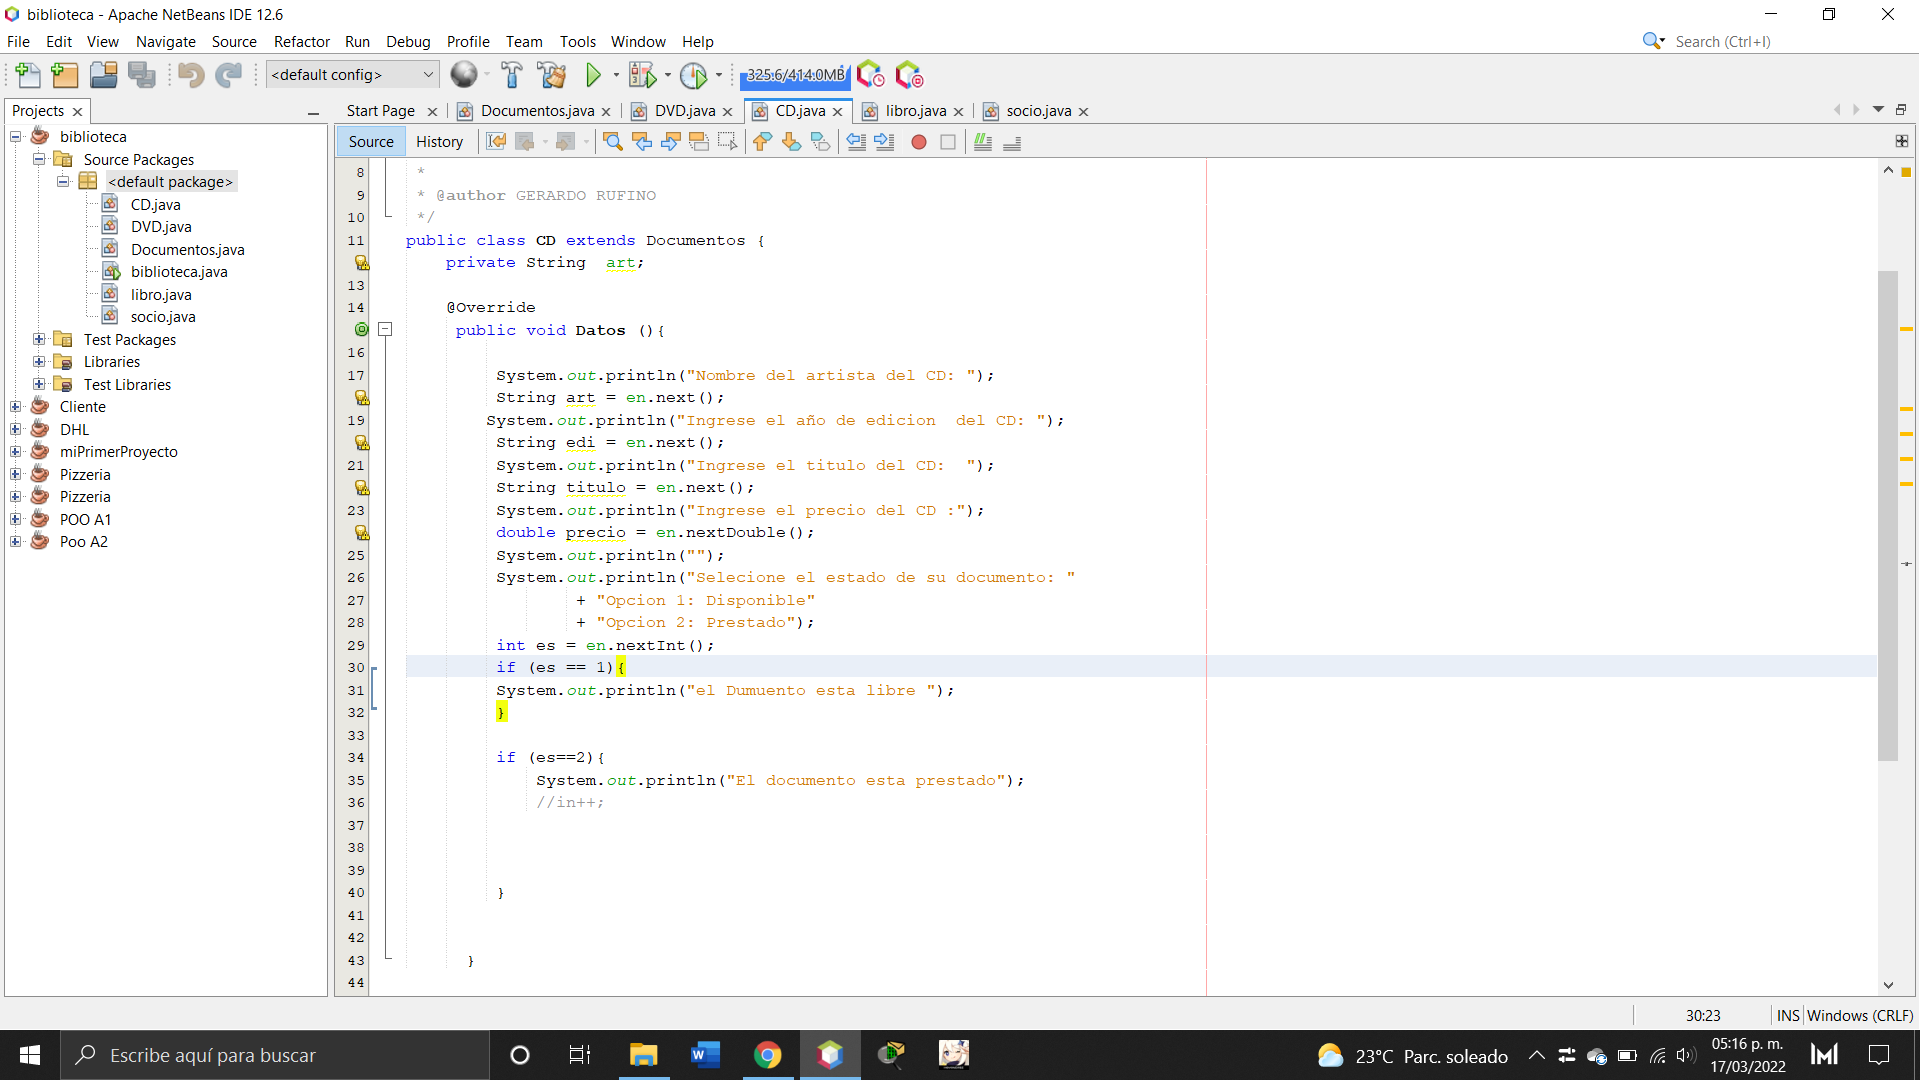 biblioteca - Apache NetBeans IDE 12.6
File Edit View Navigate Source Refactor Run Debug Profile Team Tools Window Help
Search (Ctrl+I)
<default config>
325.6/414.0MB
Projects
Start Page
Documentos.java
DVD.java
CD.java
libro.java
socio.java
biblioteca
Source Packages
<default package>
CD.java
DVD.java
Documentos.java
biblioteca.java
libro.java
socio.java
Test Packages
Libraries
Test Libraries
Cliente
DHL
miPrimerProyecto
Pizzeria
Pizzeria
POO A1
Poo A2
Source History
8 *
9 * @author GERARDO RUFINO
10 */
11 public class CD extends Documentos {
private String  art;
13
14 @Override
public void Datos (){
16
17 System.out.println("Nombre del artista del CD: ");
String art = en.next();
19 System.out.println("Ingrese el año de edicion  del CD: ");
String edi = en.next();
21 System.out.println("Ingrese el titulo del CD:  ");
String titulo = en.next();
23 System.out.println("Ingrese el precio del CD :");
double precio = en.nextDouble();
25 System.out.println("");
26 System.out.println("Selecione el estado de su documento: "
27 + "Opcion 1: Disponible"
28 + "Opcion 2: Prestado");
29 int es = en.nextInt();
30 if (es == 1){
31 System.out.println("el Dumuento esta libre ");
32 }
33
34 if (es==2){
35 System.out.println("El documento esta prestado");
36 //in++;
37
38
39
40 }
41
42
43 }
44
30:23
INS
Windows (CRLF)
Escribe aquí para buscar
23°C Parc. soleado
05:16 p. m.
17/03/2022